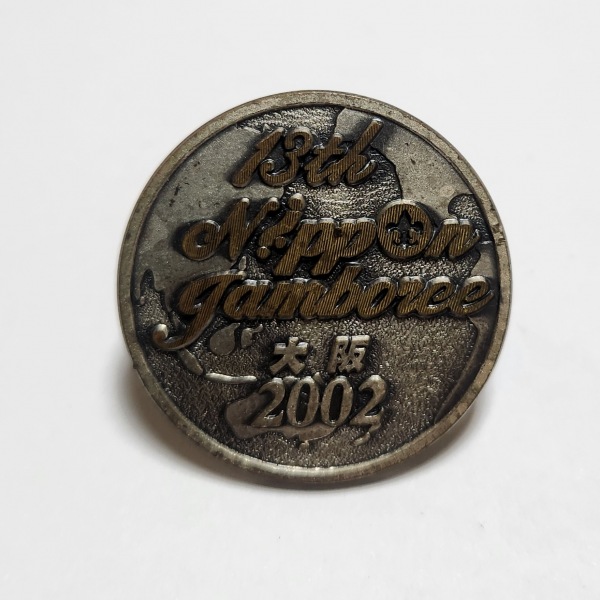 13th
Nippon
Jamboree
大阪
2002